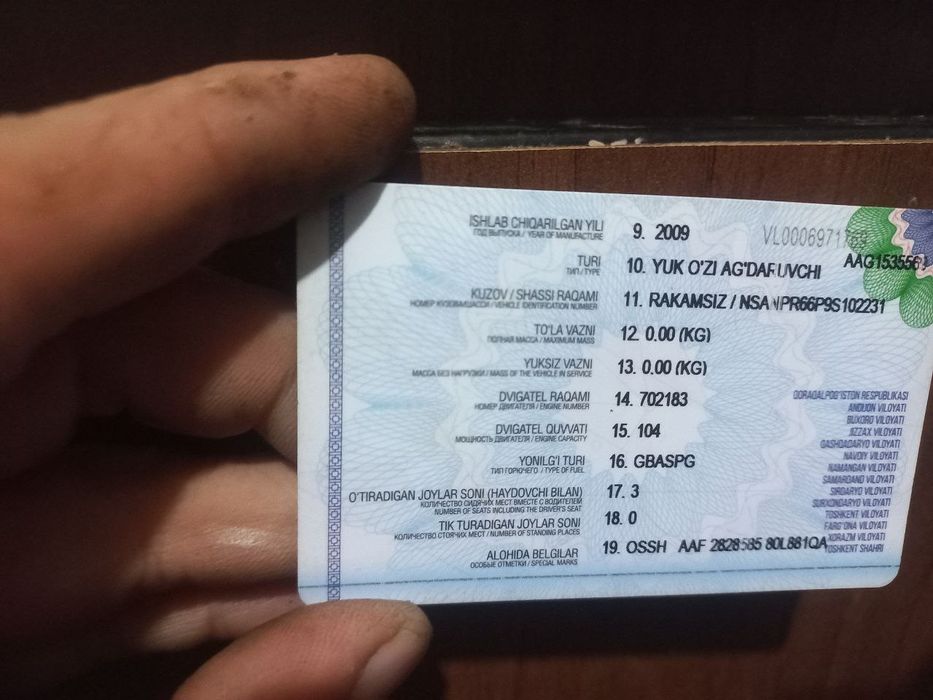 ISHLAB CHIQARILGAN YILI
ГОД ВЫПУСКА / YEAR OF MANUFACTURE
9. 2009
VL0006971769
TURI
ТИП / TYPE
10. YUK O'ZI AG'DARUVCHI
AAG1535562
KUZOV / SHASSI RAQAMI
НОМЕР КУЗОВА/ШАССИ / VEHICLE IDENTIFICATION NUMBER
11. RAKAMSIZ / NSANPR66P9S102231
TO'LA VAZNI
ПОЛНАЯ МАССА / MAXIMUM MASS
12. 0.00 (KG)
YUKSIZ VAZNI
МАССА БЕЗ НАГРУЗКИ / MASS OF THE VEHICLE IN SERVICE
13. 0.00 (KG)
DVIGATEL RAQAMI
НОМЕР ДВИГАТЕЛЯ / ENGINE NUMBER
14. 702183
DVIGATEL QUVVATI
МОЩНОСТЬ ДВИГАТЕЛЯ / ENGINE CAPACITY
15. 104
YONILG'I TURI
ТИП ГОРЮЧЕГО / TYPE OF FUEL
16. GBASPG
O'TIRADIGAN JOYLAR SONI (HAYDOVCHI BILAN)
КОЛИЧЕСТВО СИДЯЧИХ МЕСТ ВМЕСТЕ С ВОДИТЕЛЕМ
NUMBER OF SEATS INCLUDING THE DRIVER'S SEAT
17. 3
TIK TURADIGAN JOYLAR SONI
КОЛИЧЕСТВО СТОЯЧИХ МЕСТ / NUMBER OF STANDING PLACES
18. 0
ALOHIDA BELGILAR
ОСОБЫЕ ОТМЕТКИ / SPECIAL MARKS
19. OSSH AAF 2828585 80L881QA
QORAQALPOG'ISTON RESPUBLIKASI
ANDIJON VILOYATI
BUXORO VILOYATI
JIZZAX VILOYATI
QASHQADARYO VILOYATI
NAVOIY VILOYATI
NAMANGAN VILOYATI
SAMARQAND VILOYATI
SIRDARYO VILOYATI
SURXONDARYO VILOYATI
TOSHKENT VILOYATI
FARG'ONA VILOYATI
XORAZM VILOYATI
TOSHKENT SHAHRI